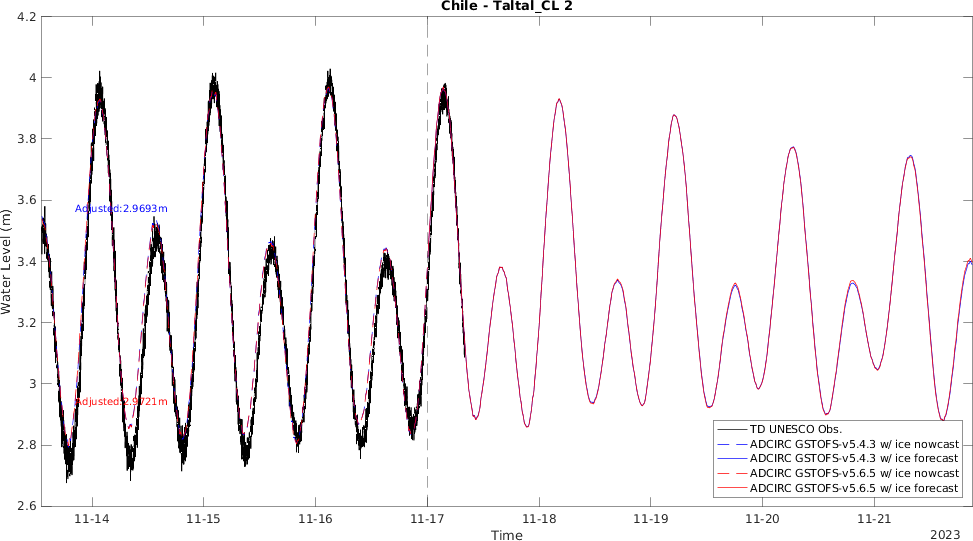 Chile - Taltal_CL 2
4.2
4
3.8
3.6
3.4
3.2
3
2.8
2.6
Water Level (m)
Adjusted:2.9693m
Adjusted:2.9721m
TD UNESCO Obs.
ADCIRC GSTOFS-v5.4.3 w/ ice nowcast
ADCIRC GSTOFS-v5.4.3 w/ ice forecast
ADCIRC GSTOFS-v5.6.5 w/ ice nowcast
ADCIRC GSTOFS-v5.6.5 w/ ice forecast
11-14 11-15 11-16 11-17 11-18 11-19 11-20 11-21
Time
2023